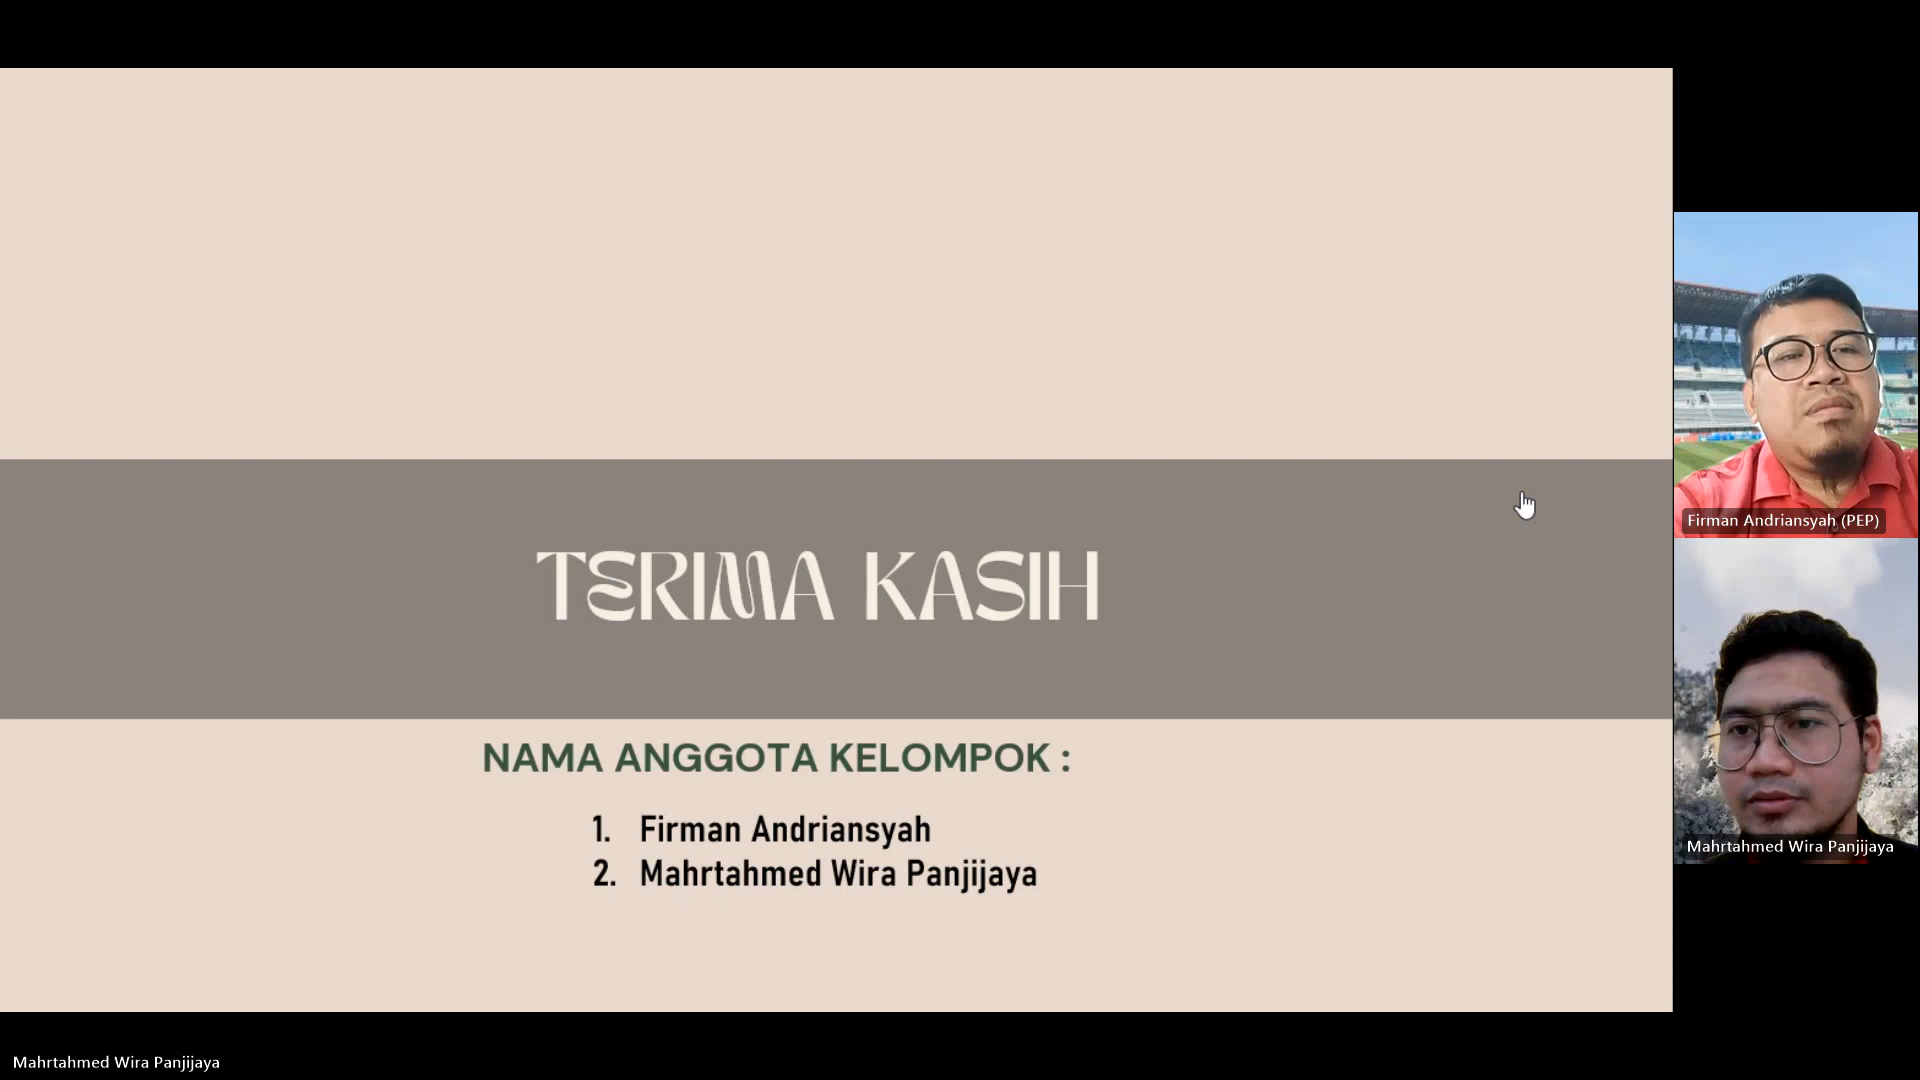 TERIMA KASIH
NAMA ANGGOTA KELOMPOK :
1. Firman Andriansyah
2. Mahrtahmed Wira Panjijaya
Firman Andriansyah (PEP)
Mahrtahmed Wira Panjijaya
Mahrtahmed Wira Panjijaya